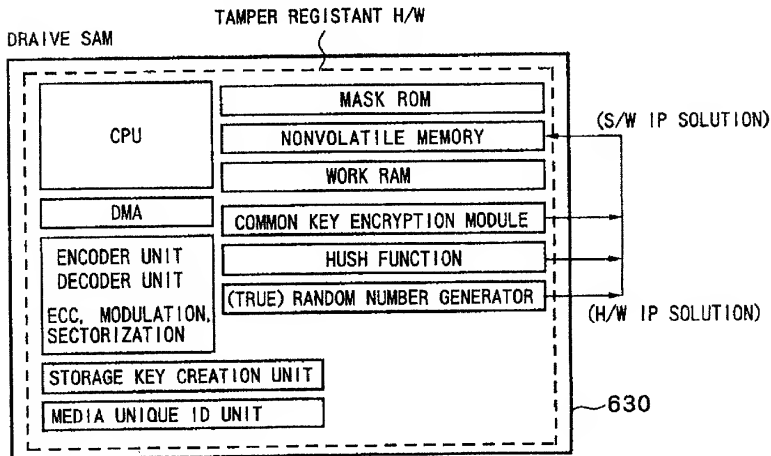 TAMPER REGISTANT H/W
DRAIVE SAM
CPU
MASK ROM
NONVOLATILE MEMORY
(S/W IP SOLUTION)
WORK RAM
DMA
COMMON KEY ENCRYPTION MODULE
ENCODER UNIT
DECODER UNIT
ECC, MODULATION,
SECTORIZATION
HUSH FUNCTION
(TRUE) RANDOM NUMBER GENERATOR
(H/W IP SOLUTION)
STORAGE KEY CREATION UNIT
MEDIA UNIQUE ID UNIT
630